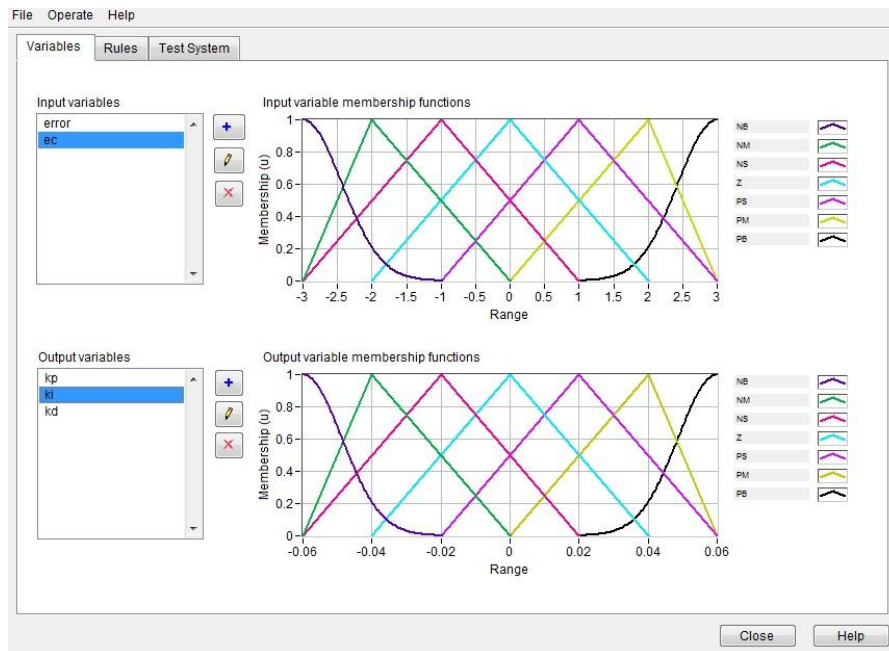 File Operate Help
Variables Rules Test System
Input variables
error
ec
Input variable membership functions
Membership (u)
1
0.8
0.6
0.4
0.2
0
-3 -2.5 -2 -1.5 -1 -0.5 0 0.5 1 1.5 2 2.5 3
Range
NB
NM
NS
Z
PS
PM
PB
Output variables
kp
ki
kd
Output variable membership functions
Membership (u)
1
0.8
0.6
0.4
0.2
0
-0.06 -0.04 -0.02 0 0.02 0.04 0.06
Range
NB
NM
NS
Z
PS
PM
PB
Close Help